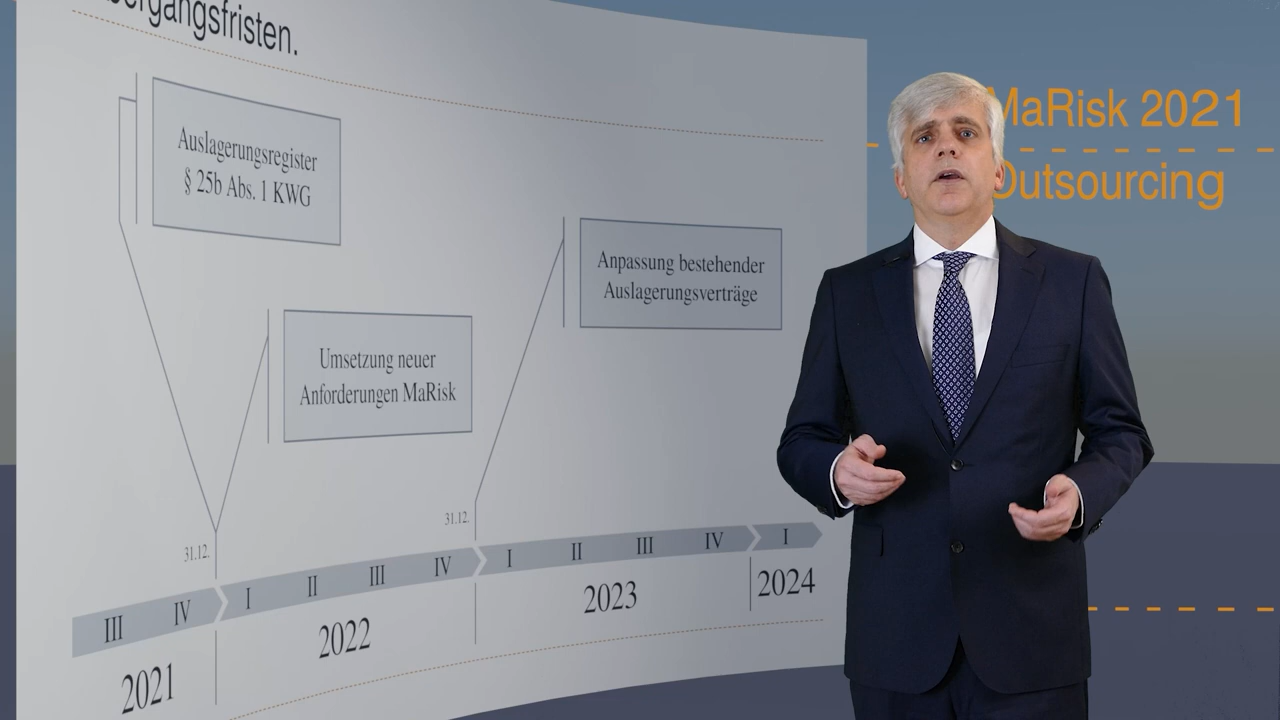 bergangsfristen.
Auslagerungsregister
§ 25b Abs. 1 KWG
Umsetzung neuer
Anforderungen MaRisk
Anpassung bestehender
Auslagerungsverträge
31.12.
31.12.
III IV I II III IV I II III IV I
2021 2022 2023 2024
MaRisk 2021
Outsourcing